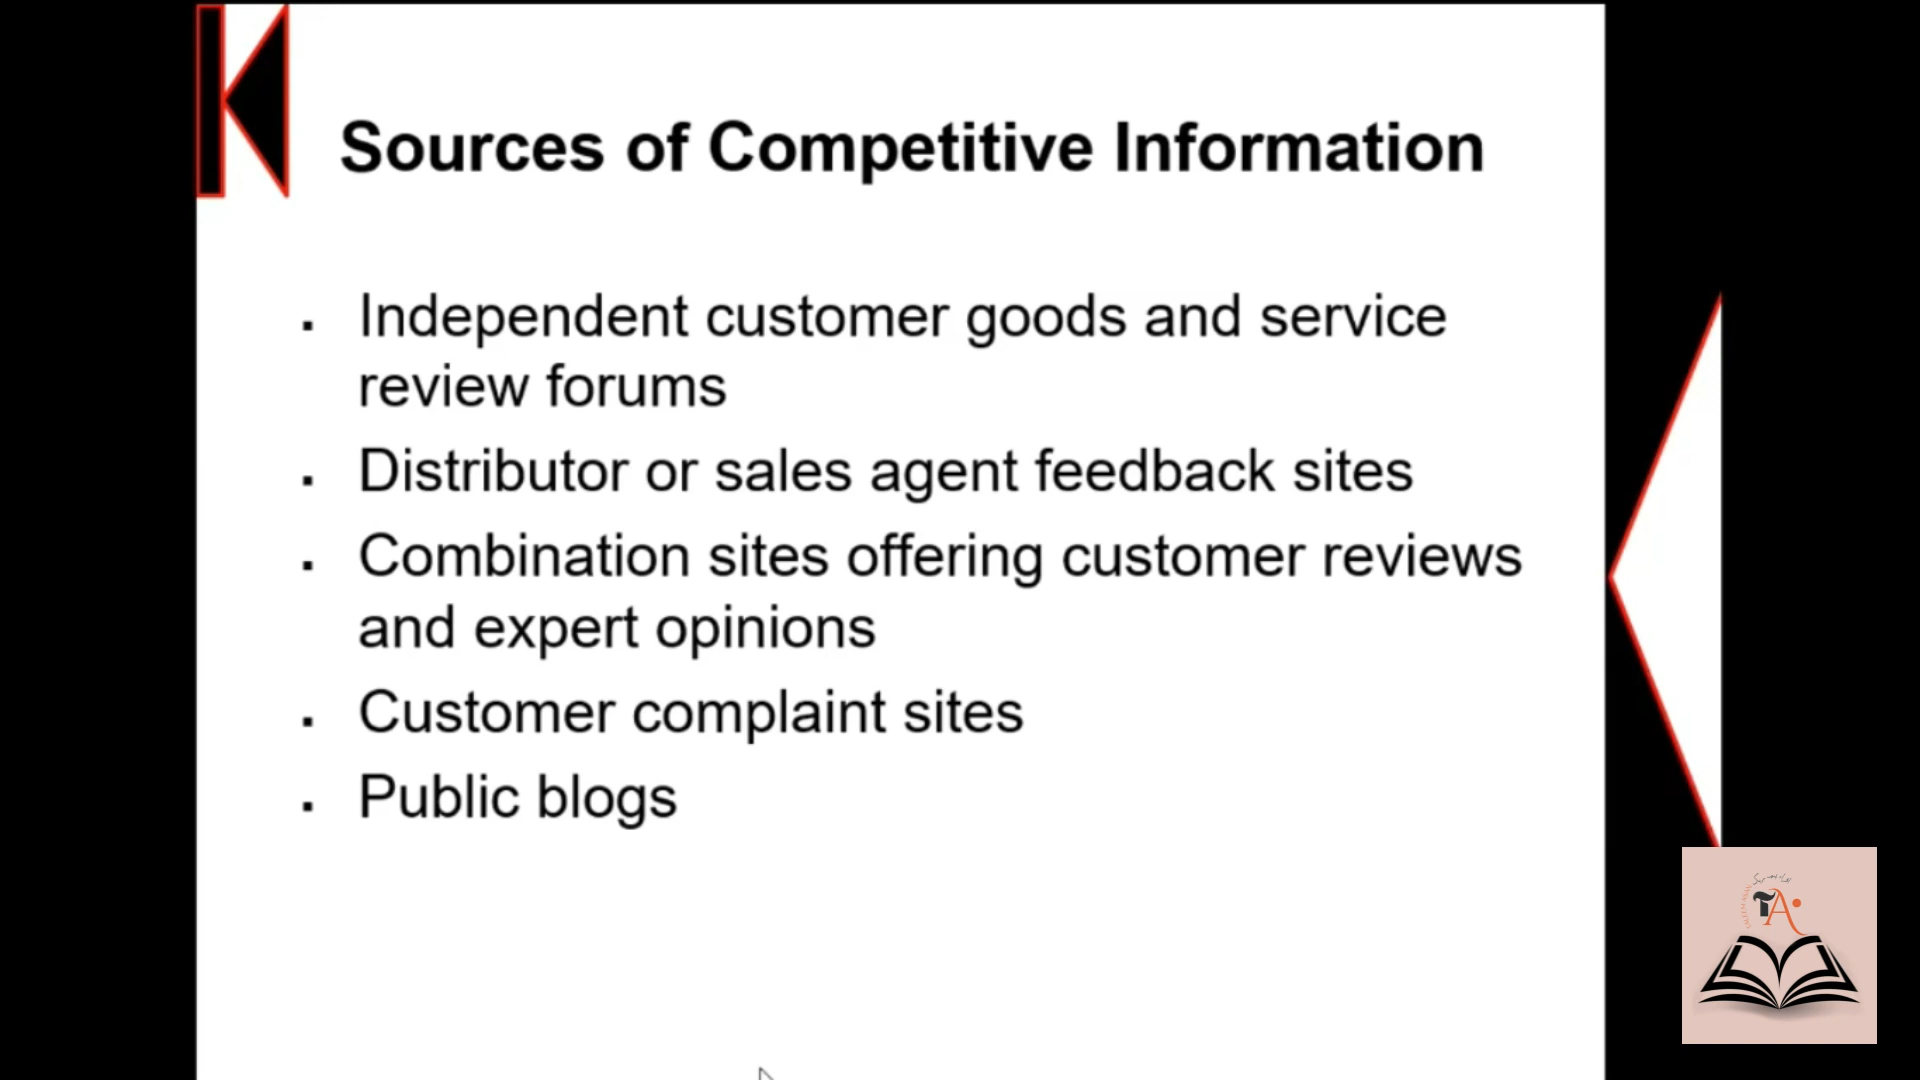 Sources of Competitive Information
▪ Independent customer goods and service
review forums
▪ Distributor or sales agent feedback sites
▪ Combination sites offering customer reviews
and expert opinions
▪ Customer complaint sites
▪ Public blogs
TA